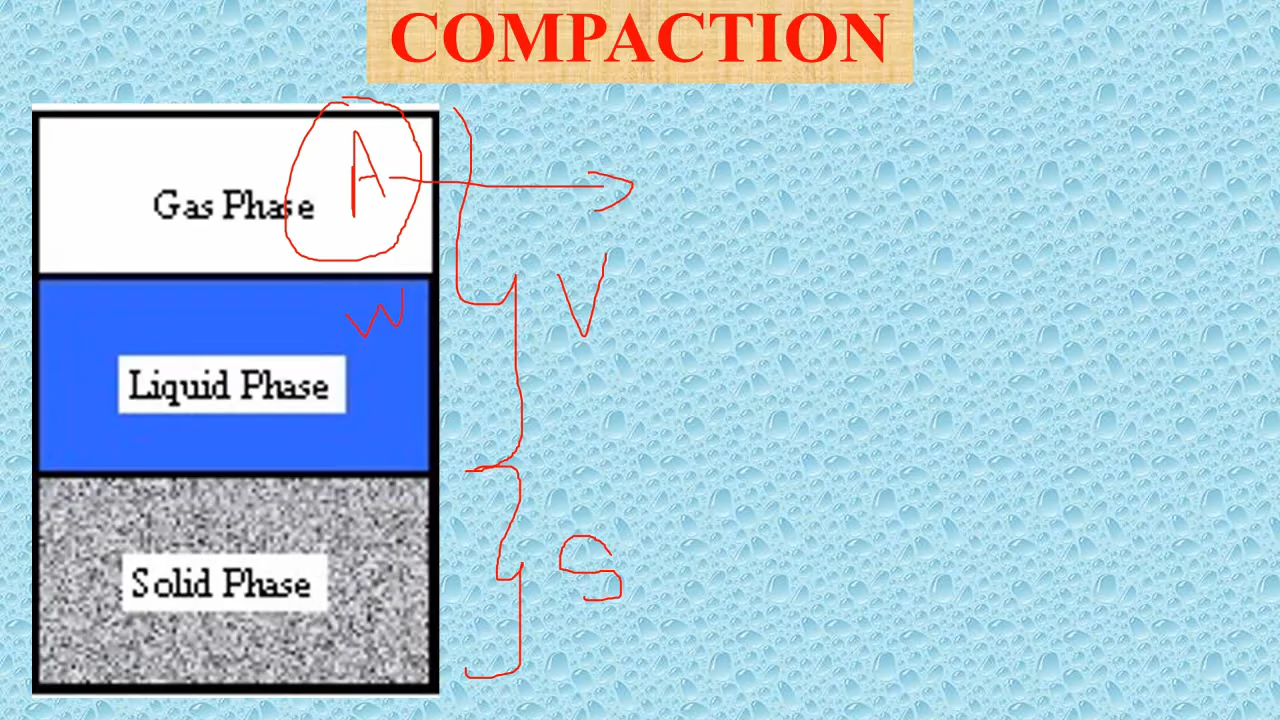 COMPACTION
A
Gas Phase
V
W
Liquid Phase
S
Solid Phase